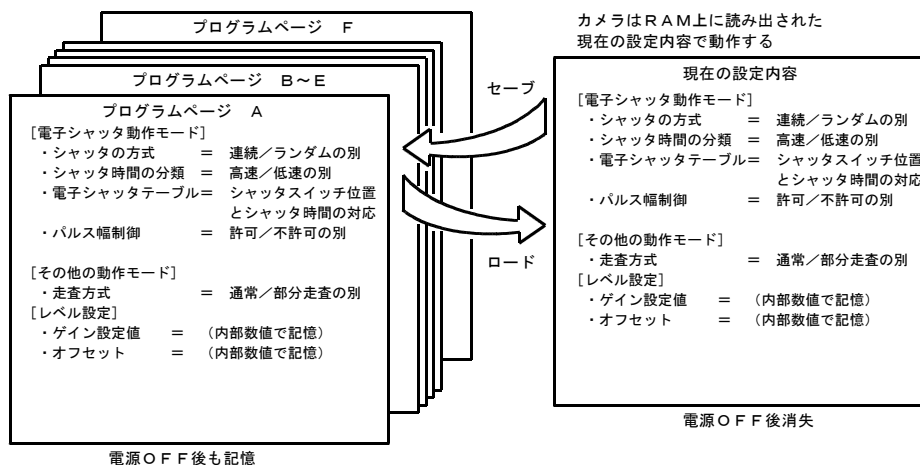 プログラムページ　F
プログラムページ　B～E
プログラムページ　A
[電子シャッタ動作モード]
・シャッタの方式　＝　連続／ランダムの別
・シャッタ時間の分類　＝　高速／低速の別
・電子シャッタテーブル＝　シャッタスイッチ位置
とシャッタ時間の対応
・パルス幅制御　＝　許可／不許可の別
[その他の動作モード]
・走査方式　＝　通常／部分走査の別
[レベル設定]
・ゲイン設定値　＝　（内部数値で記憶）
・オフセット　＝　（内部数値で記憶）
電源ＯＦＦ後も記憶
セーブ
ロード
カメラはＲＡＭ上に読み出された
現在の設定内容で動作する
現在の設定内容
[電子シャッタ動作モード]
・シャッタの方式　＝　連続／ランダムの別
・シャッタ時間の分類　＝　高速／低速の別
・電子シャッタテーブル＝　シャッタスイッチ位置
とシャッタ時間の対応
・パルス幅制御　＝　許可／不許可の別
[その他の動作モード]
・走査方式　＝　通常／部分走査の別
[レベル設定]
・ゲイン設定値　＝　（内部数値で記憶）
・オフセット　＝　（内部数値で記憶）
電源ＯＦＦ後消失